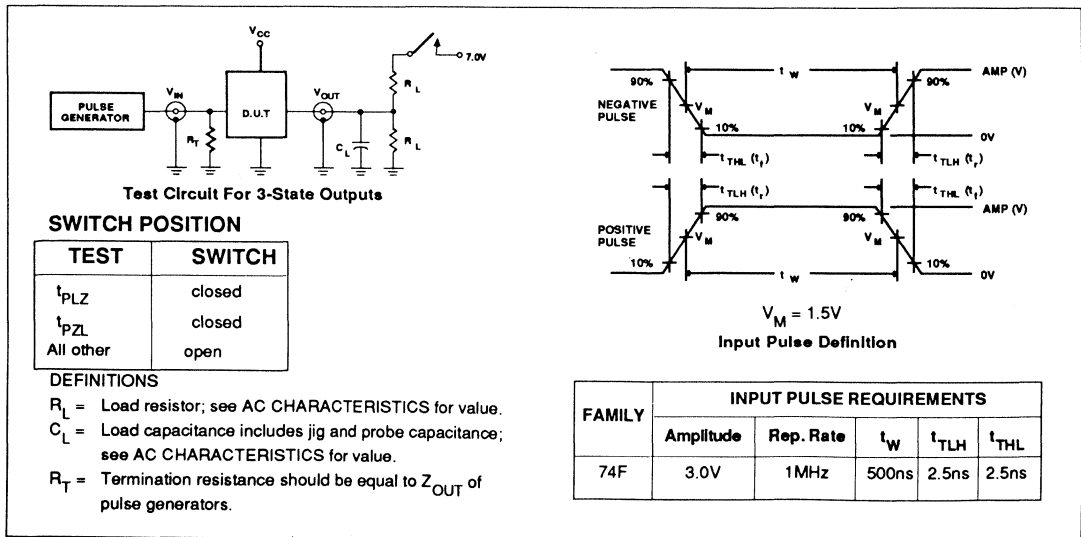 VCC
7.0V
RL
VIN
VOUT
PULSE GENERATOR
D.U.T
RT
CL
RL
Test Circuit For 3-State Outputs
SWITCH POSITION
TEST SWITCH
tPLZ closed
tPZL closed
All other open
DEFINITIONS
RL = Load resistor; see AC CHARACTERISTICS for value.
CL = Load capacitance includes jig and probe capacitance;
see AC CHARACTERISTICS for value.
RT = Termination resistance should be equal to ZOUT of
pulse generators.
tW
AMP (V)
90%
90%
NEGATIVE
PULSE
VM
VM
10%
10%
0V
tTHL (tf)
tTLH (tr)
tTLH (tr)
tTHL (tf)
AMP (V)
90%
90%
POSITIVE
PULSE
VM
VM
10%
10%
tW
0V
VM = 1.5V
Input Pulse Definition
FAMILY INPUT PULSE REQUIREMENTS
Amplitude Rep. Rate tW tTLH tTHL
74F 3.0V 1MHz 500ns 2.5ns 2.5ns